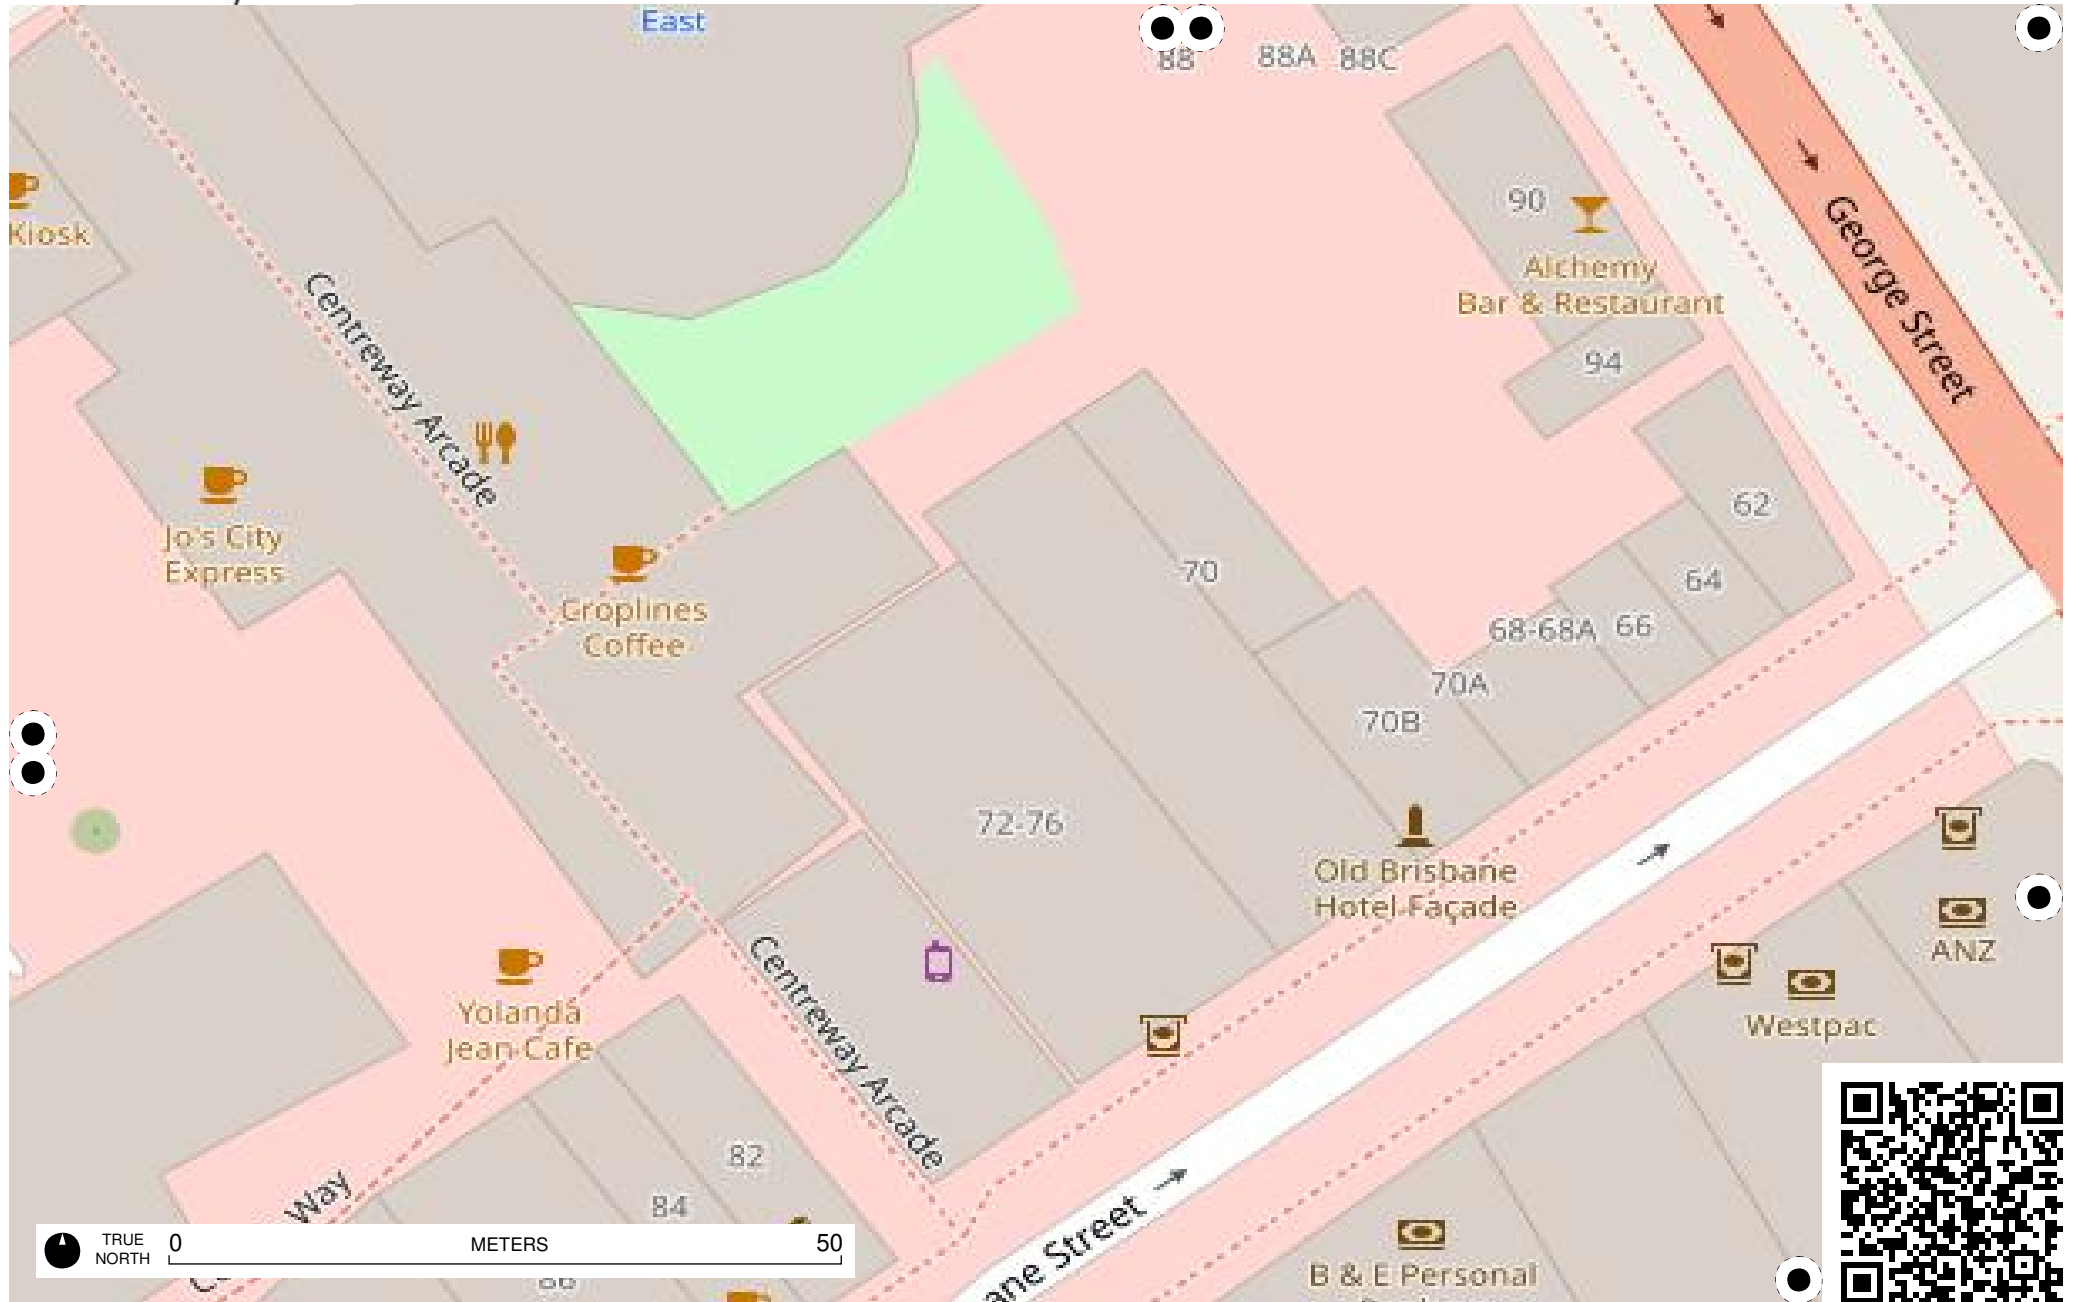 East
88
88A
88C
90
Alchemy
Bar & Restaurant
George Street
94
Kiosk
Centreway Arcade
62
Jo's City
Express
70
64
Groplines
Coffee
68-68A
66
70A
70B
72-76
Old Brisbane
Hotel Façade
ANZ
Centreway Arcade
Yolanda
Jean Cafe
Westpac
82
84
Way
ane Street
TRUE
NORTH
0
METERS
50
86
B & E Personal